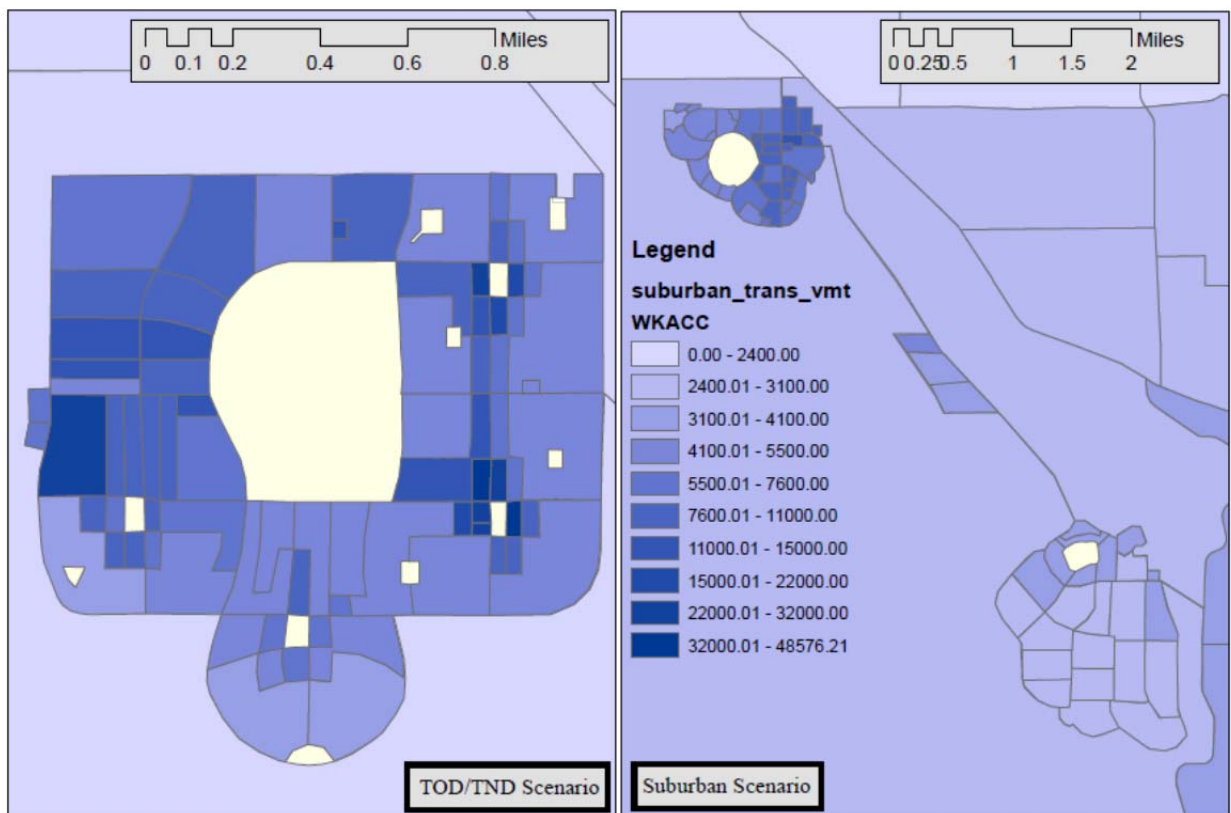 Miles
0 0.1 0.2 0.4 0.6 0.8
TOD/TND Scenario
Miles
0 0.25 0.5 1 1.5 2
Legend
suburban_trans_vmt
WKACC
0.00 - 2400.00
2400.01 - 3100.00
3100.01 - 4100.00
4100.01 - 5500.00
5500.01 - 7600.00
7600.01 - 11000.00
11000.01 - 15000.00
15000.01 - 22000.00
22000.01 - 32000.00
32000.01 - 48576.21
Suburban Scenario